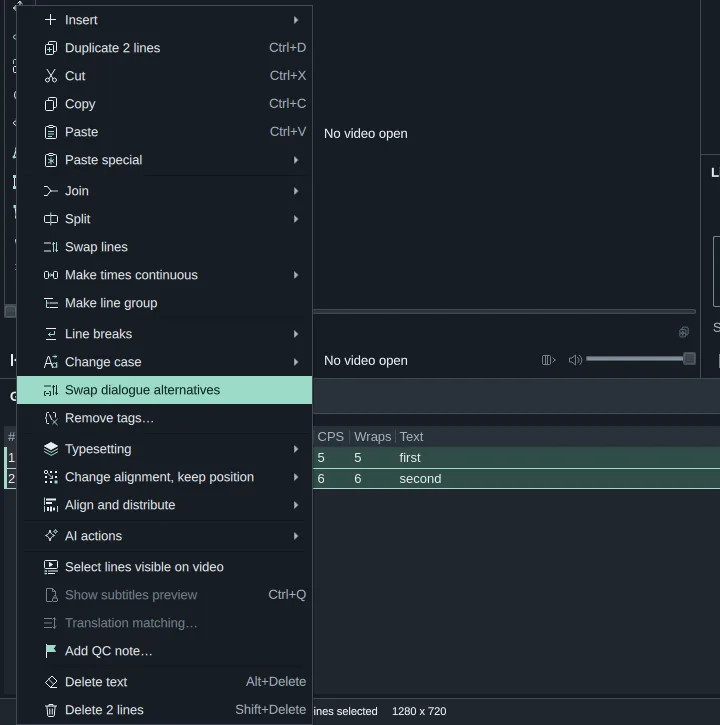 Insert
Duplicate 2 lines Ctrl+D
Cut Ctrl+X
Copy Ctrl+C
Paste Ctrl+V
No video open
Paste special
Join
Split
Swap lines
Make times continuous
Make line group
Line breaks
Change case
No video open
Swap dialogue alternatives
Remove tags…
# CPS Wraps Text
Typesetting
1 5 5 first
Change alignment, keep position
2 6 6 second
Align and distribute
AI actions
Select lines visible on video
Show subtitles preview Ctrl+Q
Translation matching…
Add QC note…
Delete text Alt+Delete
Delete 2 lines Shift+Delete
ines selected 1280 x 720